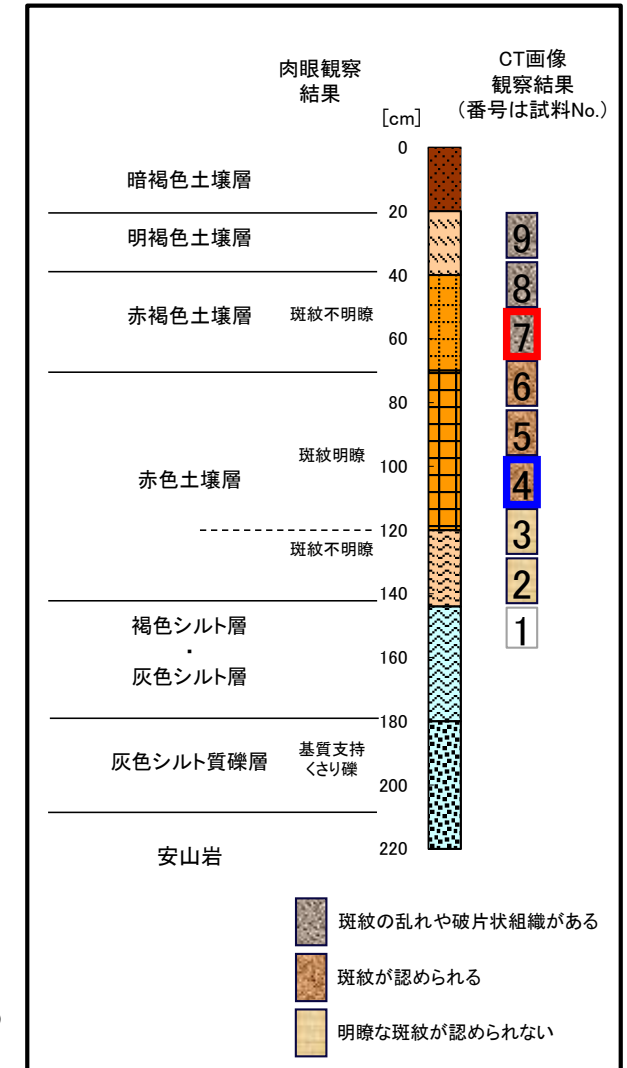 肉眼観察
結果
CT画像
観察結果
（番号は試料No.）
[cm]
0
暗褐色土壌層
20
明褐色土壌層
9
40
8
赤褐色土壌層
斑紋不明瞭
7
60
6
80
5
斑紋明瞭
100
赤色土壌層
4
120
3
斑紋不明瞭
2
140
褐色シルト層
1
・
160
灰色シルト層
180
灰色シルト質礫層
基質支持
くさり礫
200
安山岩
220
斑紋の乱れや破片状組織がある
斑紋が認められる
明瞭な斑紋が認められない